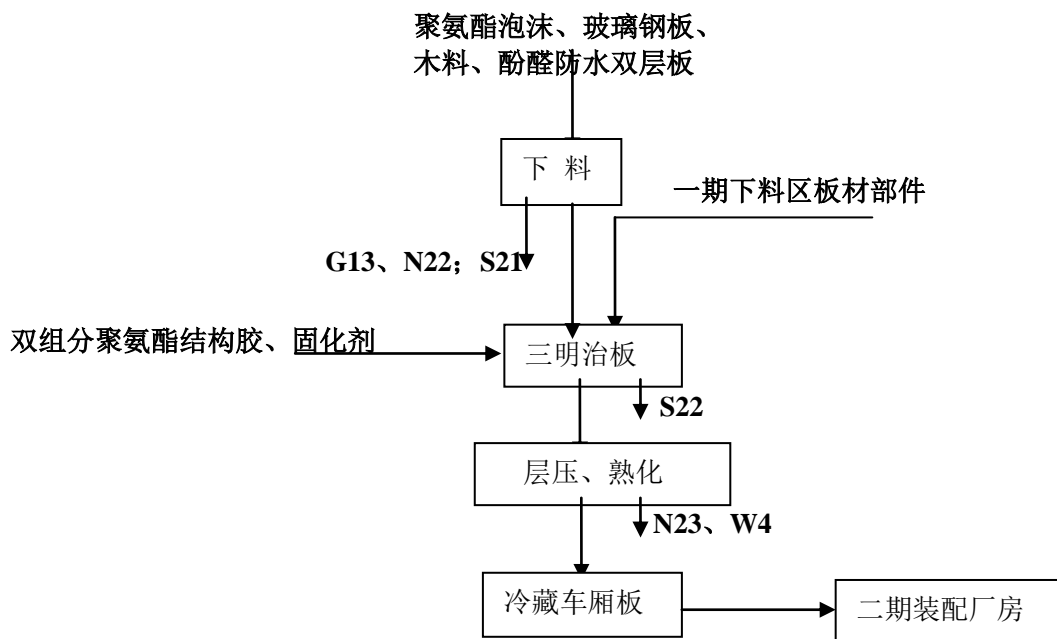 聚氨酯泡沫、玻璃钢板、
木料、酚醛防水双层板
下 料
一期下料区板材部件
G13、N22；S21
双组分聚氨酯结构胶、固化剂
三明治板
S22
层压、熟化
N23、W4
冷藏车厢板
二期装配厂房